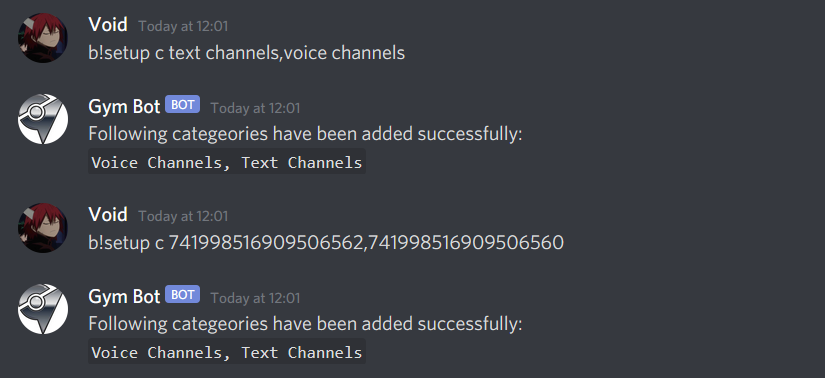 Void Today at 12:01
b!setup c text channels,voice channels
Gym Bot BOT Today at 12:01
Following categeories have been added successfully:
Voice Channels, Text Channels
Void Today at 12:01
b!setup c 741998516909506562,741998516909506560
Gym Bot BOT Today at 12:01
Following categeories have been added successfully:
Voice Channels, Text Channels